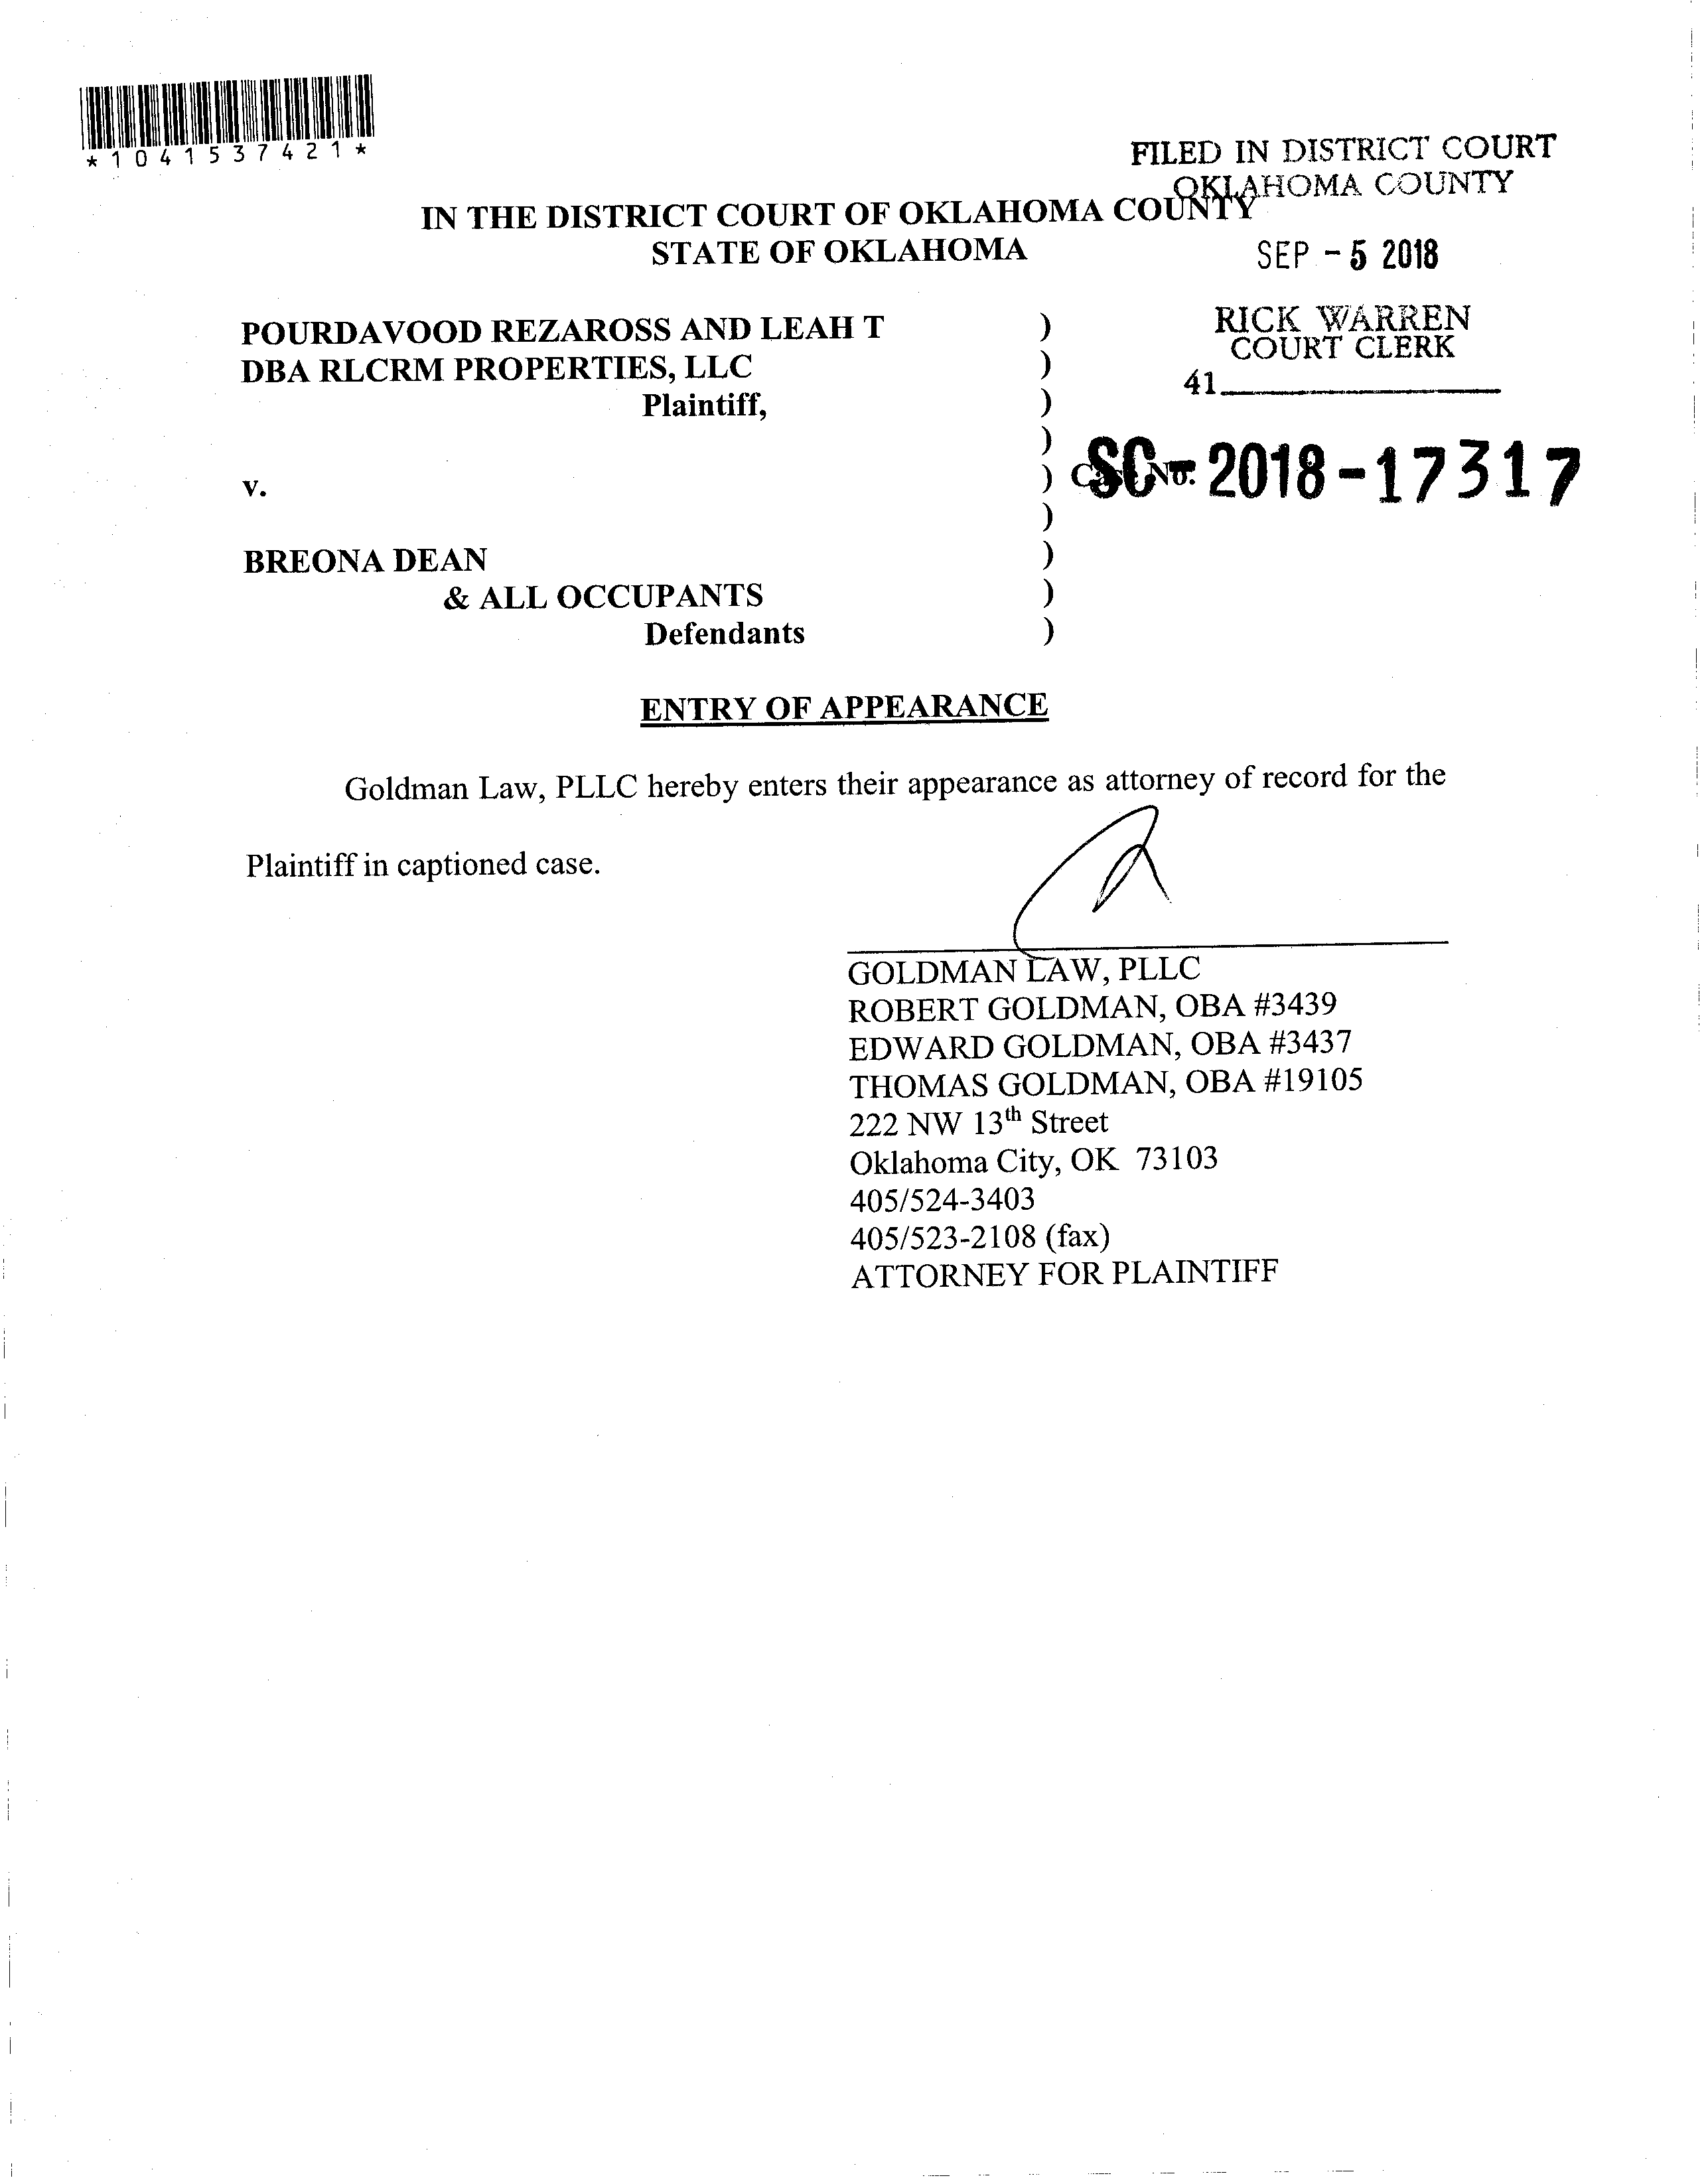 *1041537421*
FILED IN DISTRICT COURT
OKLAHOMA COUNTY
IN THE DISTRICT COURT OF OKLAHOMA COUNTY
STATE OF OKLAHOMA
SEP - 5 2018
POURDAVOOD REZAROSS AND LEAH T )
DBA RLCRM PROPERTIES, LLC )
Plaintiff, )
)
v. )
)
BREONA DEAN )
& ALL OCCUPANTS )
Defendants )
RICK WARREN
COURT CLERK
41
SC-2018-17317
No.
ENTRY OF APPEARANCE
Goldman Law, PLLC hereby enters their appearance as attorney of record for the
Plaintiff in captioned case.
GOLDMAN LAW, PLLC
ROBERT GOLDMAN, OBA #3439
EDWARD GOLDMAN, OBA #3437
THOMAS GOLDMAN, OBA #19105
222 NW 13th Street
Oklahoma City, OK 73103
405/524-3403
405/523-2108 (fax)
ATTORNEY FOR PLAINTIFF